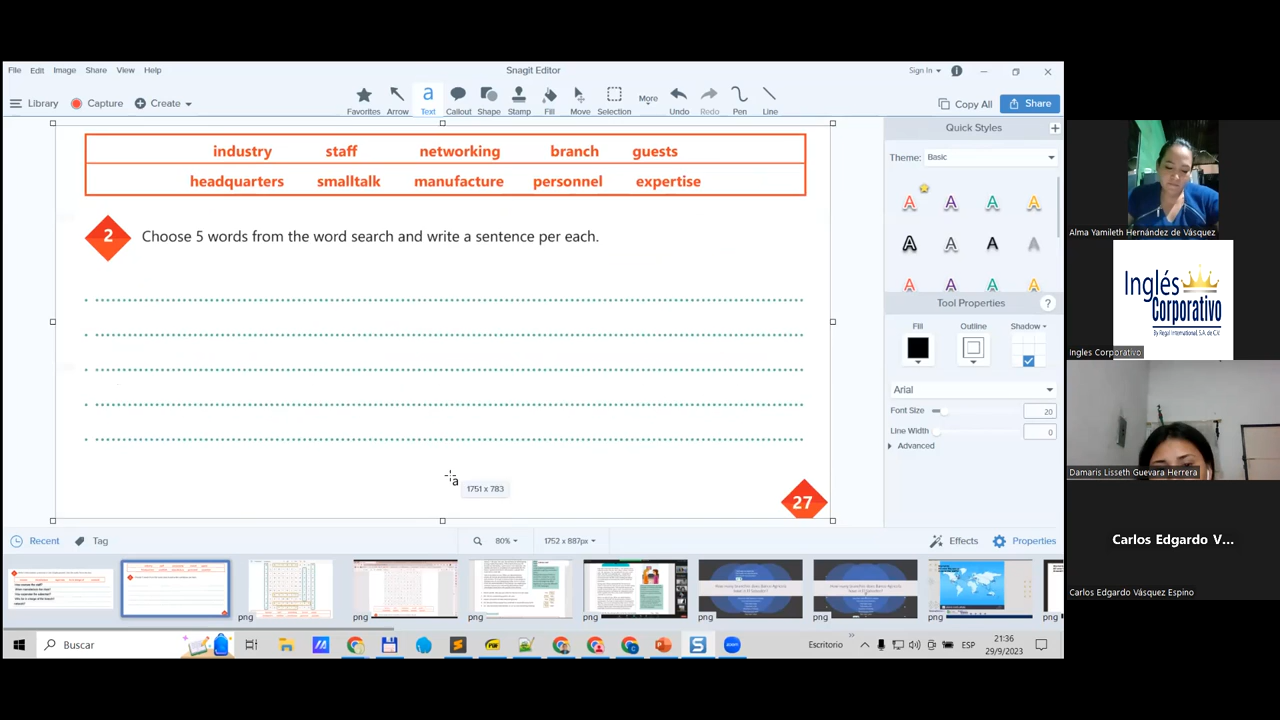 File Edit Image Share View Help
Snagit Editor
Sign In
Library Capture Create
Favorites Arrow Text Callout Shape Stamp Fill Move Selection More Undo Redo Pen Line
Copy All Share
industry staff networking branch guests
headquarters smalltalk manufacture personnel expertise
2 Choose 5 words from the word search and write a sentence per each.
a
1751 x 783
27
Quick Styles
Theme: Basic
A A A A
A A A A
A A A A
Tool Properties ?
Fill Outline Shadow
Arial
Font Size 20
Line Width 0
Advanced
Recent Tag
80% 1752 x 887px
Effects Properties
png png png png png png png
Buscar
Escritorio
ESP
21:36
29/9/2023
Alma Yamileth Hernández de Vásquez
Inglés
Corporativo
By Regal International, S.A. de C.V.
Ingles Corporativo
Damaris Lisseth Guevara Herrera
Carlos Edgardo V...
Carlos Edgardo Vásquez Espino